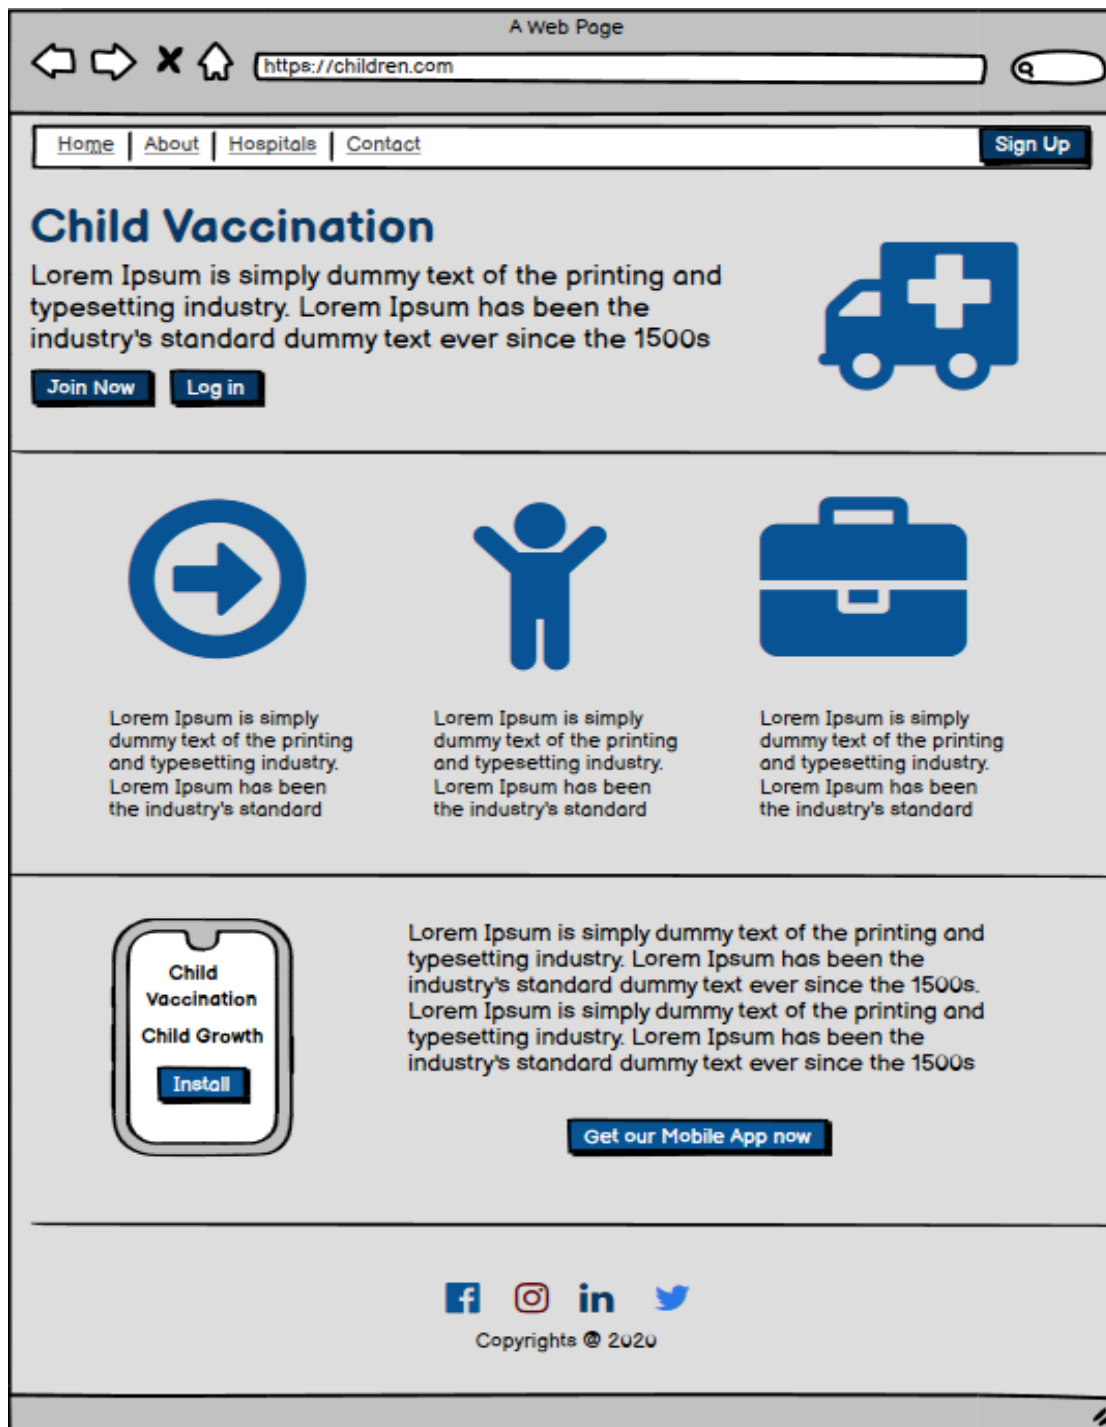 A Web Page
https://children.com
Home About Hospitals Contact Sign Up
Child Vaccination
Lorem Ipsum is simply dummy text of the printing and
typesetting industry. Lorem Ipsum has been the
industry's standard dummy text ever since the 1500s
Join Now Log in
Lorem Ipsum is simply
dummy text of the printing
and typesetting industry.
Lorem Ipsum has been
the industry's standard
Lorem Ipsum is simply
dummy text of the printing
and typesetting industry.
Lorem Ipsum has been
the industry's standard
Lorem Ipsum is simply
dummy text of the printing
and typesetting industry.
Lorem Ipsum has been
the industry's standard
Child
Vaccination
Child Growth
Install
Lorem Ipsum is simply dummy text of the printing and
typesetting industry. Lorem Ipsum has been the
industry's standard dummy text ever since the 1500s.
Lorem Ipsum is simply dummy text of the printing and
typesetting industry. Lorem Ipsum has been the
industry's standard dummy text ever since the 1500s
Get our Mobile App now
Copyrights @ 2020